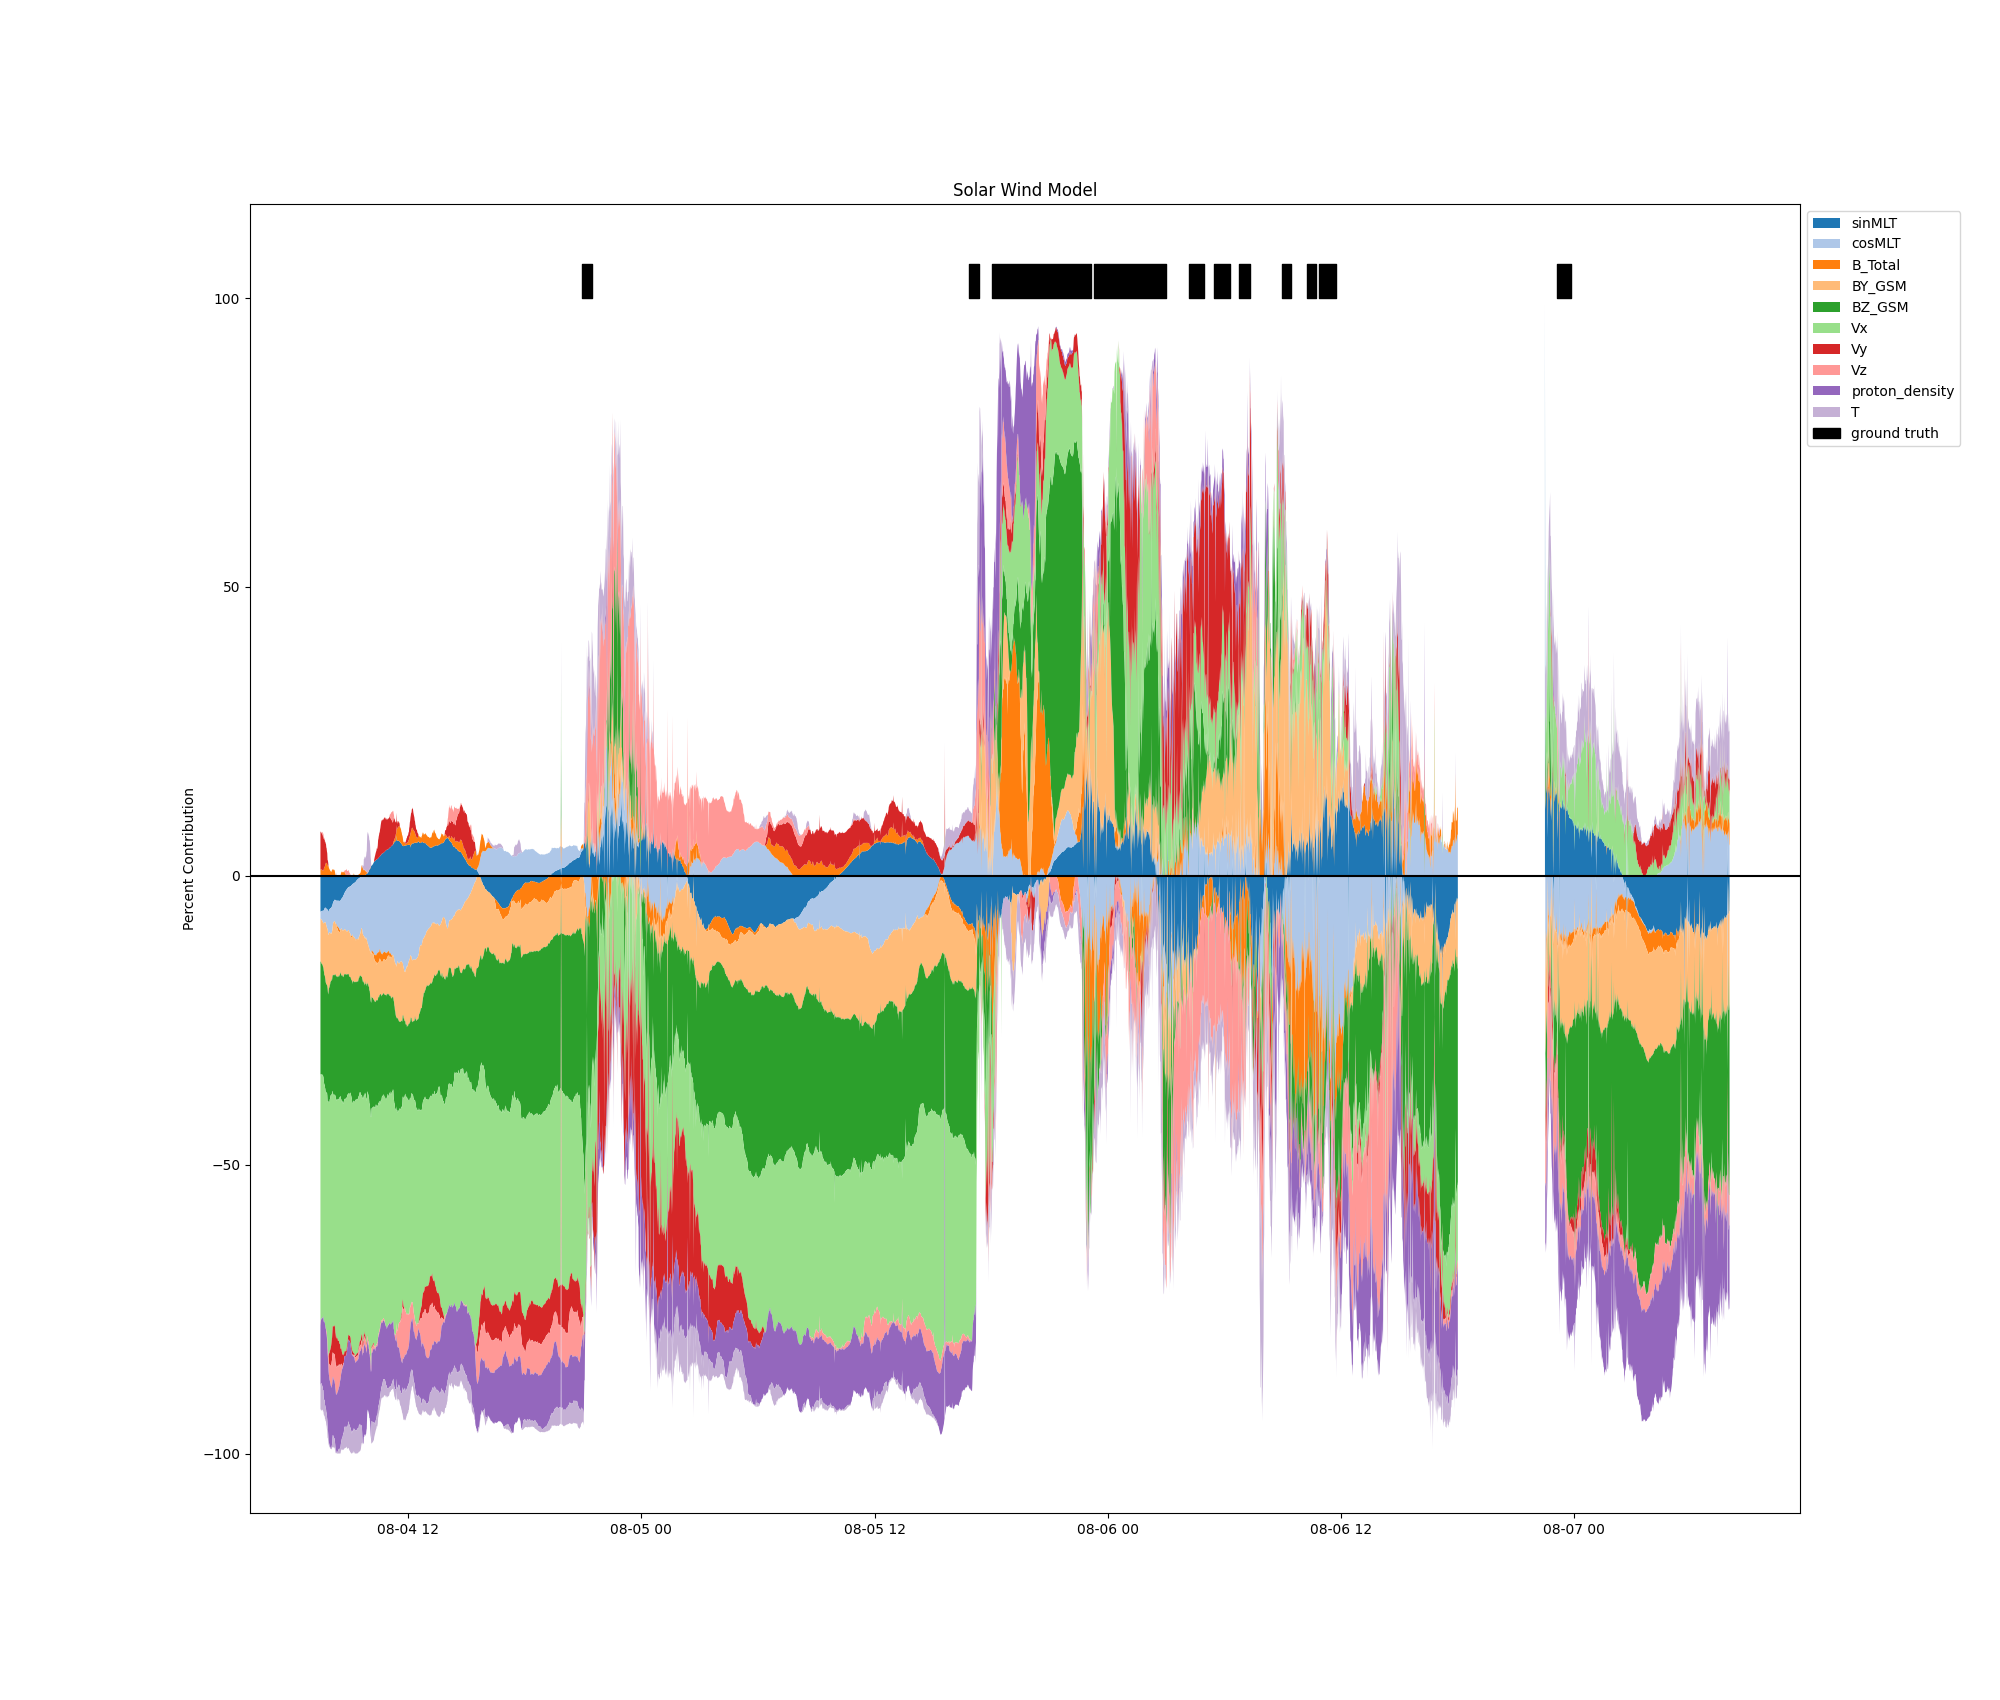 Solar Wind Model
sinMLT
cosMLT
B_Total
BY_GSM
BZ_GSM
Vx
Vy
Vz
proton_density
T
ground truth
100
50
0
−50
−100
Percent Contribution
08-04 12
08-05 00
08-05 12
08-06 00
08-06 12
08-07 00